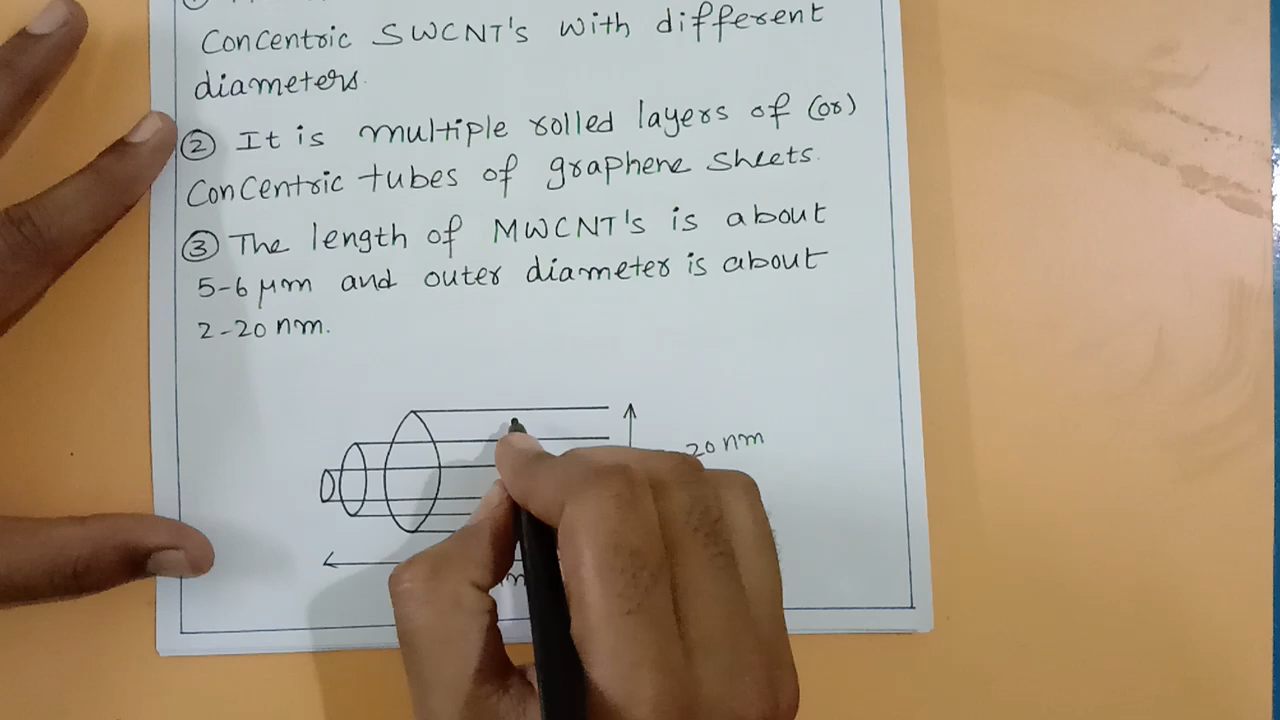 Concentric SWCNT's with different
diameters.
② It is multiple rolled layers of (or)
Concentric tubes of graphene Sheets.
③ The length of MWCNT's is about
5-6 μm and outer diameter is about
2-20 nm.
20 nm